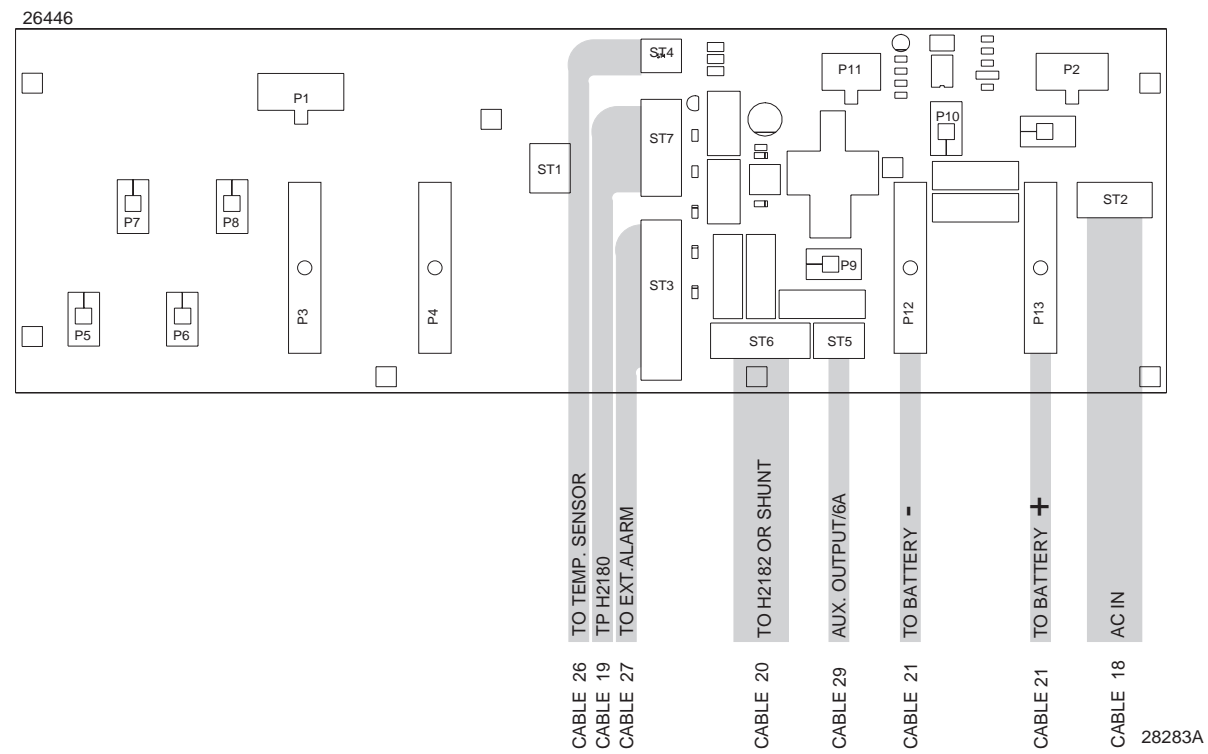 26446
ST4
P1
P11
P2
P10
ST7
ST1
ST2
P7
P8
P9
ST3
P3
P4
P12
P13
P5
P6
ST6
ST5
TO TEMP. SENSOR
TP H2180
TO EXT.ALARM
TO H2182 OR SHUNT
AUX. OUTPUT/6A
TO BATTERY -
TO BATTERY +
AC IN
CABLE 26
CABLE 19
CABLE 27
CABLE 20
CABLE 29
CABLE 21
CABLE 21
CABLE 18
28283A